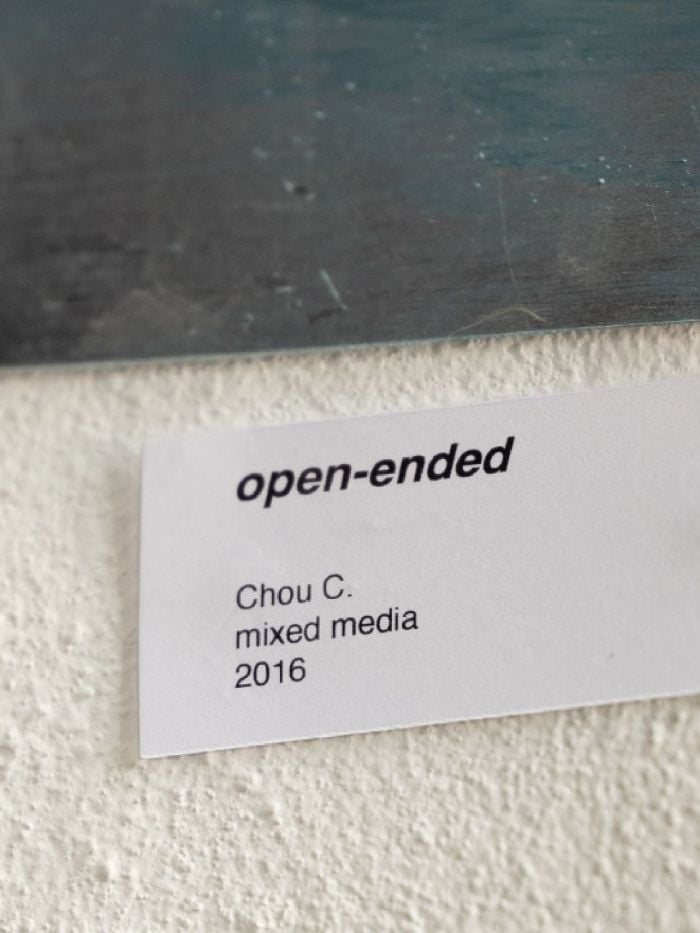 open-ended
Chou C.
mixed media
2016